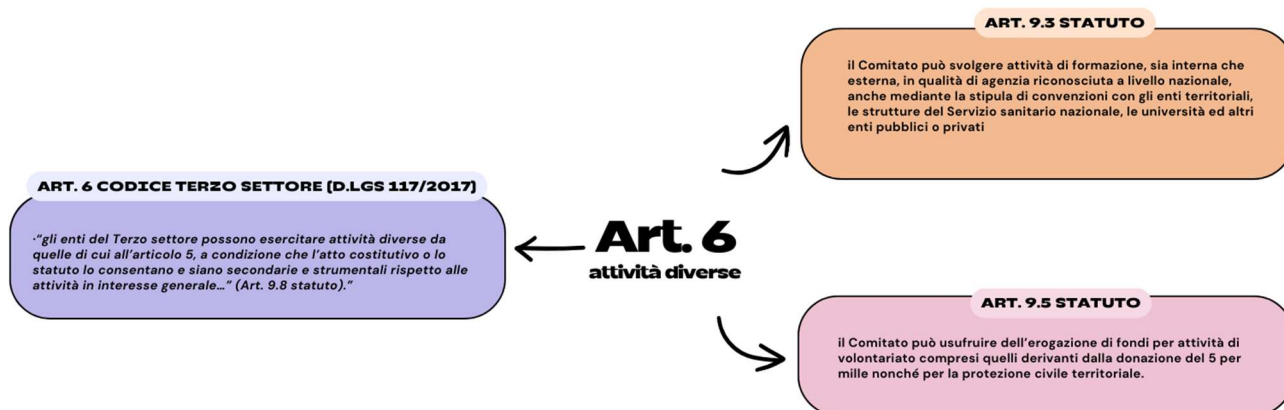 ART. 9.3 STATUTO
il Comitato può svolgere attività di formazione, sia interna che
esterna, in qualità di agenzia riconosciuta a livello nazionale,
anche mediante la stipula di convenzioni con gli enti territoriali,
le strutture del Servizio sanitario nazionale, le università ed altri
enti pubblici o privati
ART. 6 CODICE TERZO SETTORE (D.LGS 117/2017)
·“gli enti del Terzo settore possono esercitare attività diverse da
quelle di cui all’articolo 5, a condizione che l’atto costitutivo o lo
statuto lo consentano e siano secondarie e strumentali rispetto alle
attività in interesse generale…” (Art. 9.8 statuto).”
Art. 6
attività diverse
ART. 9.5 STATUTO
il Comitato può usufruire dell’erogazione di fondi per attività di
volontariato compresi quelli derivanti dalla donazione del 5 per
mille nonché per la protezione civile territoriale.